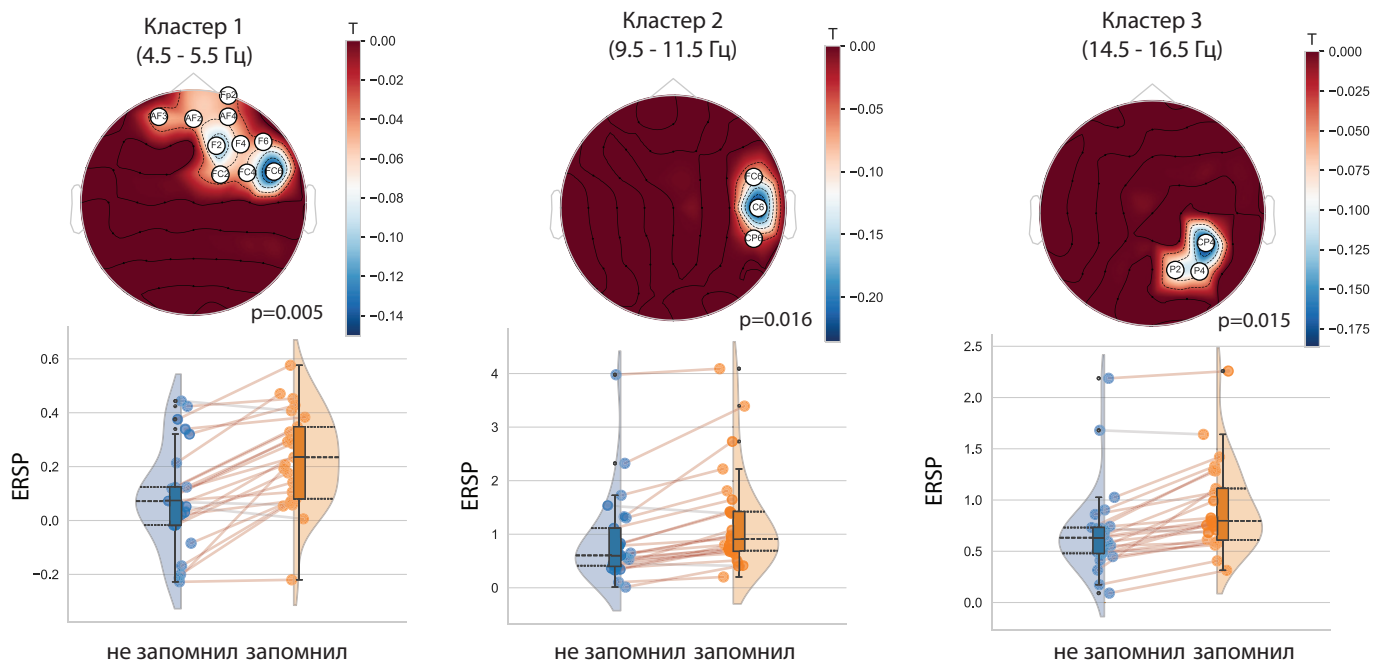 Кластер 1
(4.5 - 5.5 Гц)
T
0.00
−0.02
−0.04
−0.06
−0.08
−0.10
−0.12
−0.14
Fp2
AF3
AFz
AF4
F2
F4
F6
FC2
FC4
FC6
p=0.005
Кластер 2
(9.5 - 11.5 Гц)
T
0.00
−0.05
−0.10
−0.15
−0.20
FC6
C6
CP6
p=0.016
Кластер 3
(14.5 - 16.5 Гц)
T
0.000
−0.025
−0.050
−0.075
−0.100
−0.125
−0.150
−0.175
CP4
P2
P4
p=0.015
ERSP
0.6
0.4
0.2
0.0
−0.2
не запомнил запомнил
ERSP
4
3
2
1
0
не запомнил запомнил
ERSP
2.5
2.0
1.5
1.0
0.5
0.0
не запомнил запомнил